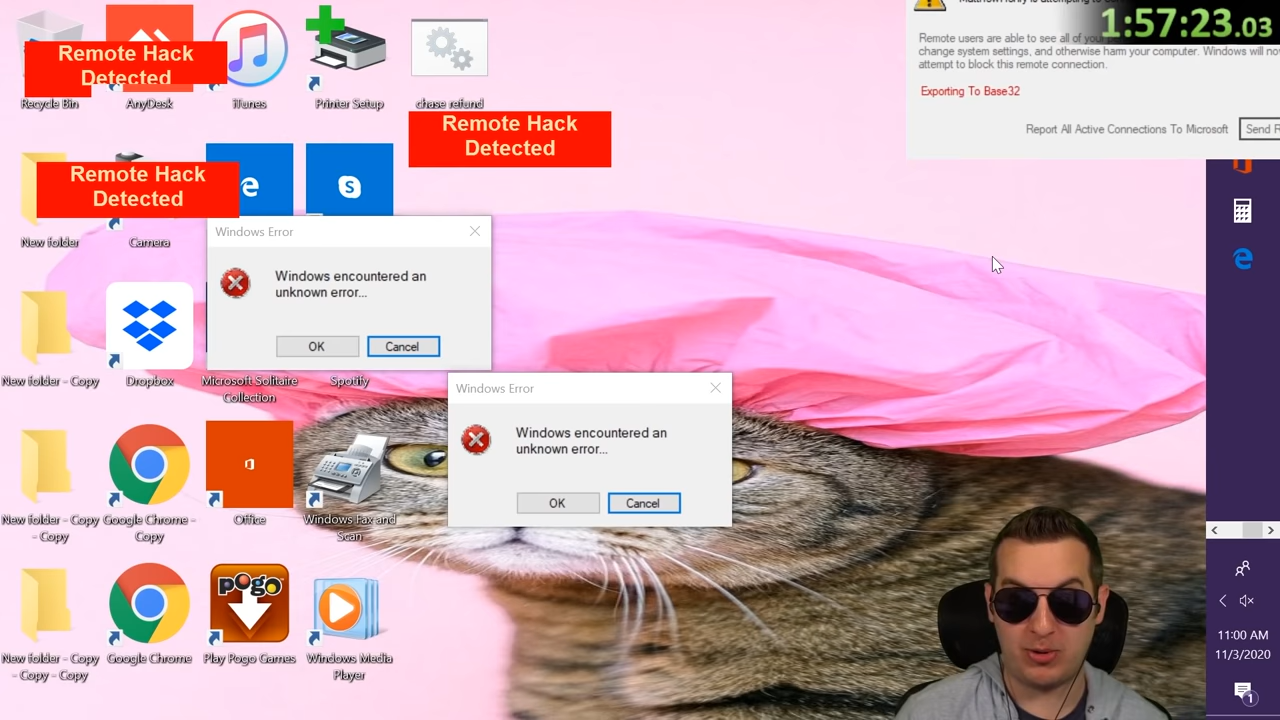 1:57:23.03
Remote users are able to see all of your
change system settings, and otherwise harm your computer. Windows will now
attempt to block this remote connection.
Exporting To Base32
Report All Active Connections To Microsoft
Send
Remote Hack
Detected
Recycle Bin
AnyDesk
iTunes
Printer Setup
chase refund
Remote Hack
Detected
Remote Hack
Detected
New folder
Camera
Windows Error
Windows encountered an
unknown error...
OK
Cancel
New folder - Copy
Dropbox
Microsoft Solitaire
Collection
Spotify
Windows Error
Windows encountered an
unknown error...
OK
Cancel
New folder - Copy
- Copy
Google Chrome -
Copy
Office
Windows Fax and
Scan
pogo
New folder - Copy
- Copy - Copy
Google Chrome
Play Pogo Games
Windows Media
Player
11:00 AM
11/3/2020
1